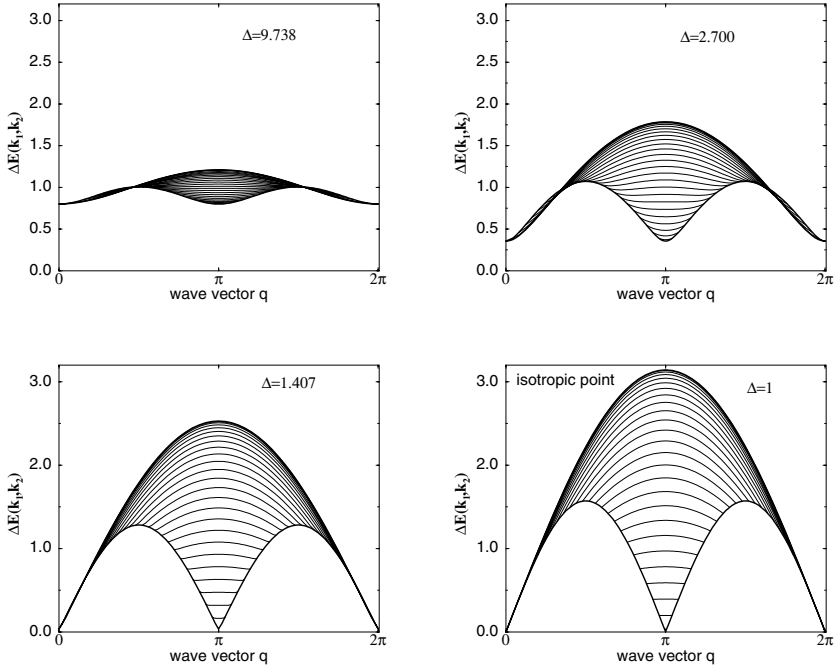 3.0
2.5
2.0
1.5
1.0
0.5
0.0
ΔE(k₁,k₂)
Δ=9.738
0
π
2π
wave vector q
3.0
2.5
2.0
1.5
1.0
0.5
0.0
ΔE(k₁,k₂)
Δ=2.700
0
π
2π
wave vector q
3.0
2.0
1.0
0.0
ΔE(k₁,k₂)
Δ=1.407
0
π
2π
wave vector q
3.0
2.0
1.0
0.0
ΔE(k₁,k₂)
isotropic point
Δ=1
0
π
2π
wave vector q